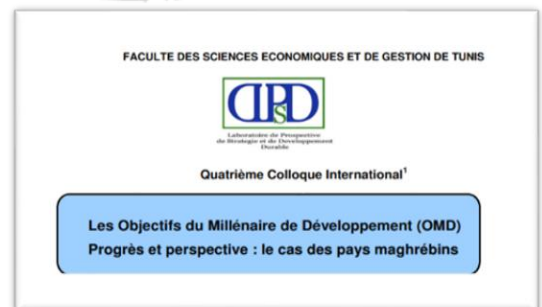 FACULTE DES SCIENCES ECONOMIQUES ET DE GESTION DE TUNIS
Laboratoire de Prospective
de Stratégie et de Développement
Durable
Quatrième Colloque International¹
Les Objectifs du Millénaire de Développement (OMD)
Progrès et perspective : le cas des pays maghrébins